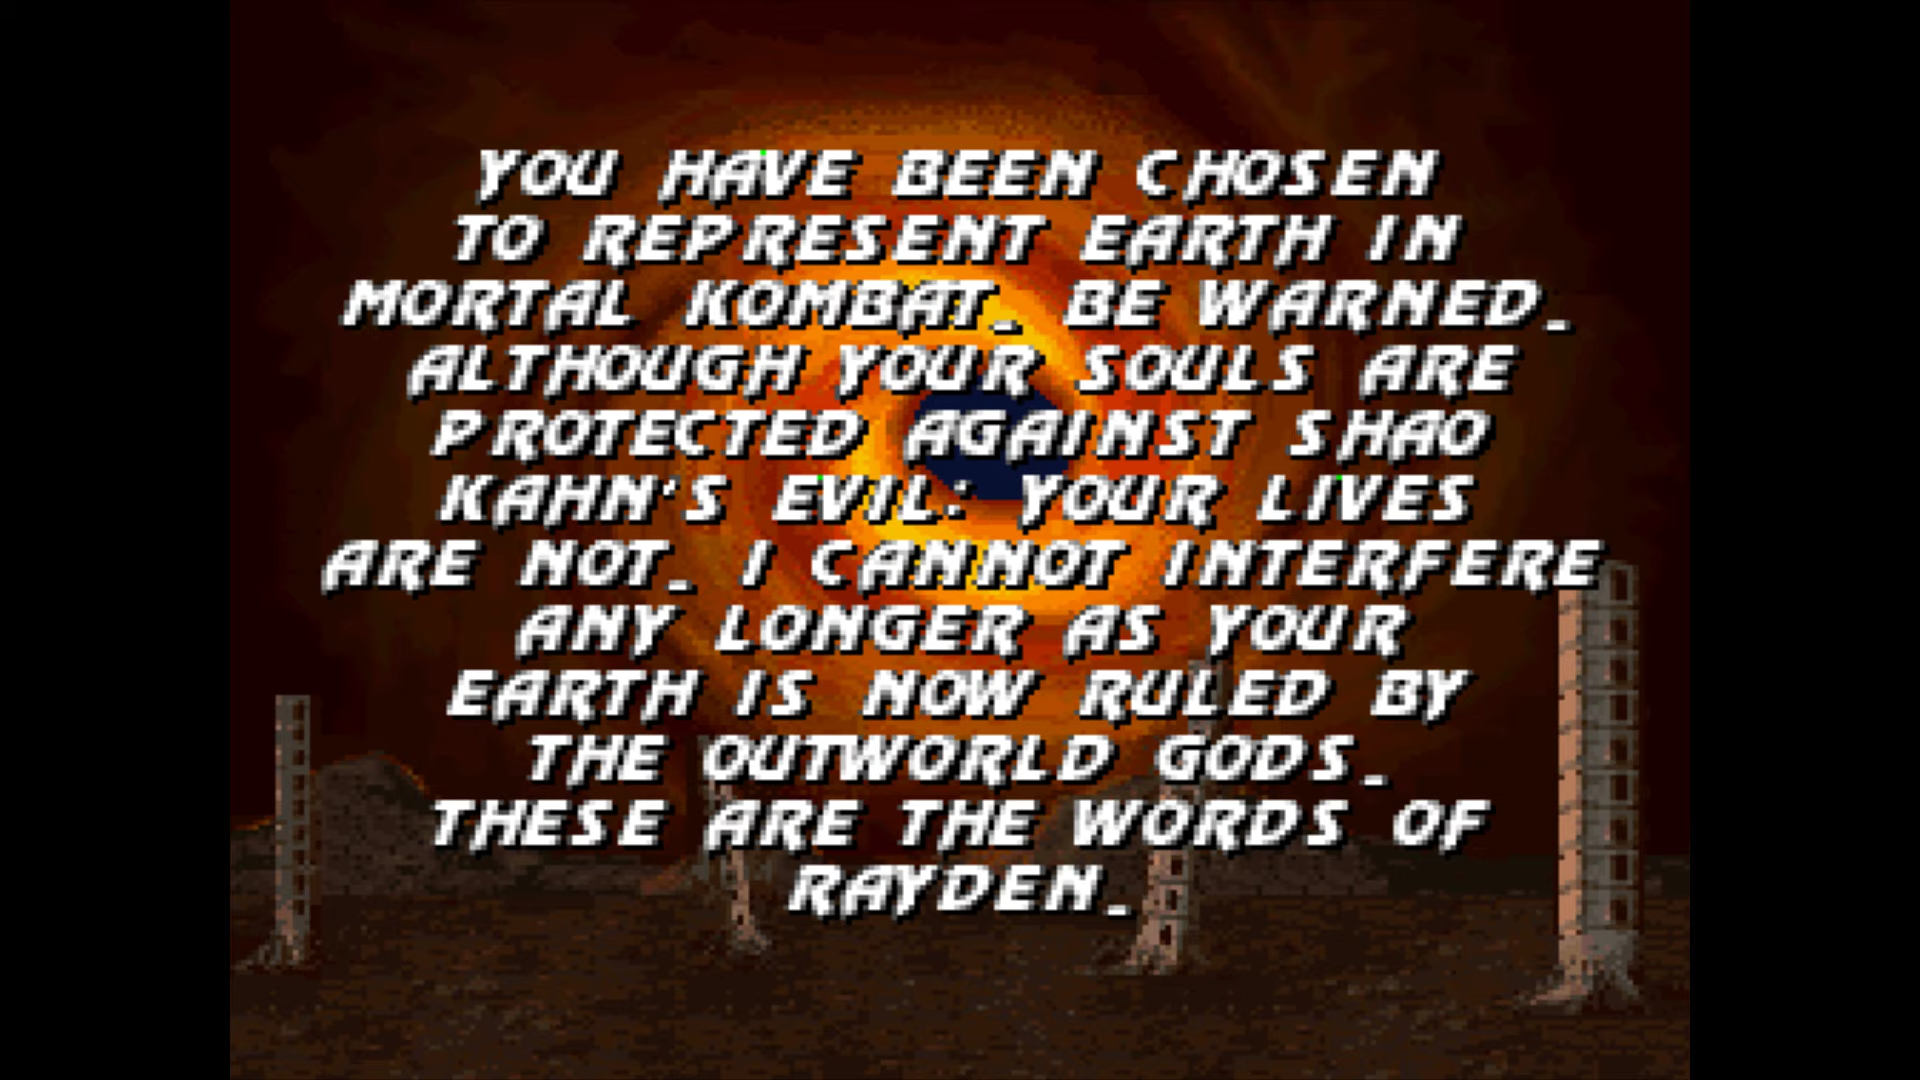 YOU HAVE BEEN CHOSEN
TO REPRESENT EARTH IN
MORTAL KOMBAT. BE WARNED.
ALTHOUGH YOUR SOULS ARE
PROTECTED AGAINST SHAO
KAHN'S EVIL: YOUR LIVES
ARE NOT. I CANNOT INTERFERE
ANY LONGER AS YOUR
EARTH IS NOW RULED BY
THE OUTWORLD GODS.
THESE ARE THE WORDS OF
RAYDEN.